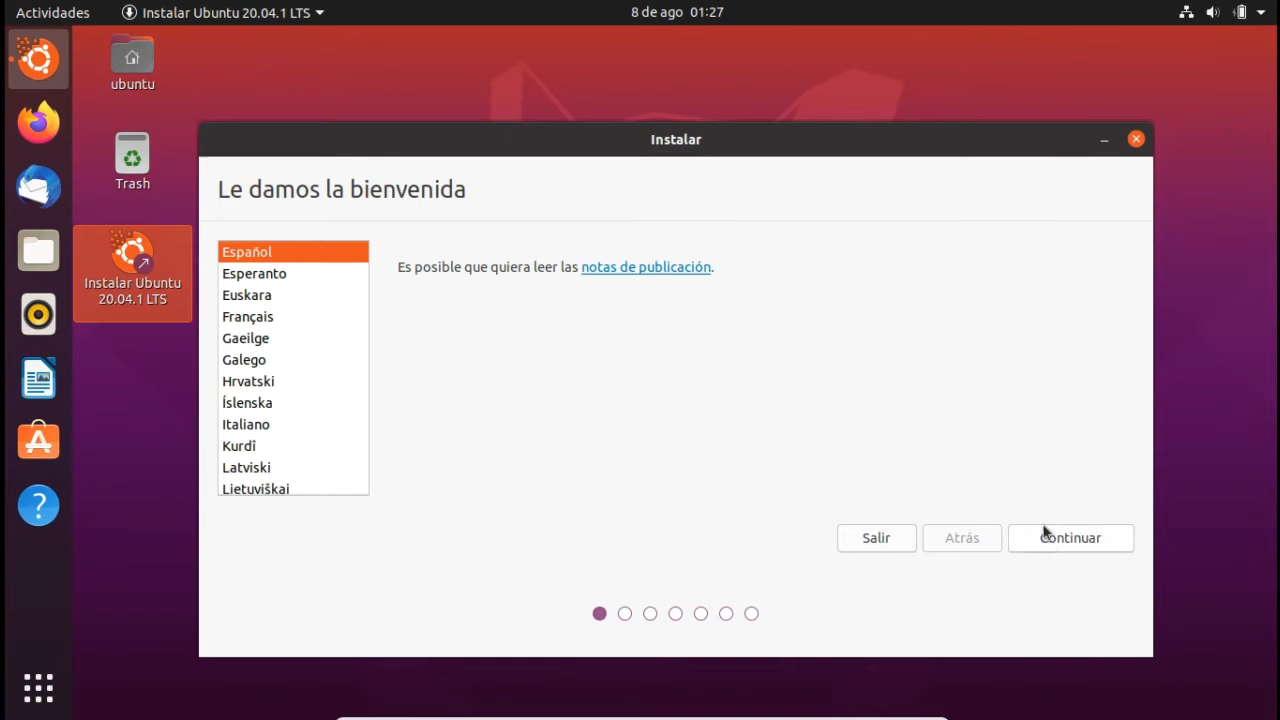 Actividades
Instalar Ubuntu 20.04.1 LTS
8 de ago 01:27
ubuntu
Trash
Instalar Ubuntu
20.04.1 LTS
Instalar
Le damos la bienvenida
Español
Esperanto
Euskara
Français
Gaeilge
Galego
Hrvatski
Íslenska
Italiano
Kurdî
Latviski
Lietuviškai
Es posible que quiera leer las notas de publicación.
Salir
Atrás
Continuar